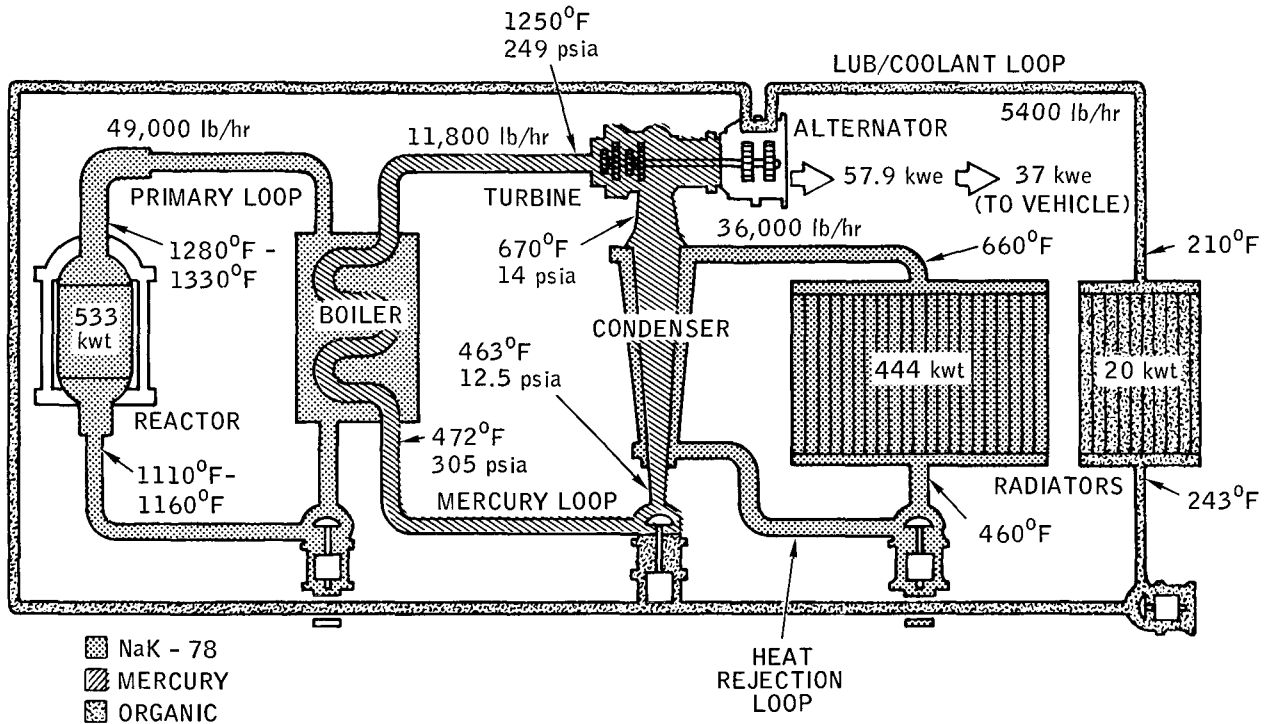 1250°F
249 psia
LUB/COOLANT LOOP
5400 lb/hr
49,000 lb/hr
11,800 lb/hr
ALTERNATOR
PRIMARY LOOP
TURBINE
57.9 kwe
37 kwe
(TO VEHICLE)
1280°F -
1330°F
670°F
14 psia
36,000 lb/hr
660°F
210°F
533
kwt
BOILER
CONDENSER
463°F
12.5 psia
444 kwt
20 kwt
REACTOR
472°F
305 psia
1110°F-
1160°F
MERCURY LOOP
RADIATORS
460°F
243°F
NaK - 78
MERCURY
ORGANIC
HEAT
REJECTION
LOOP